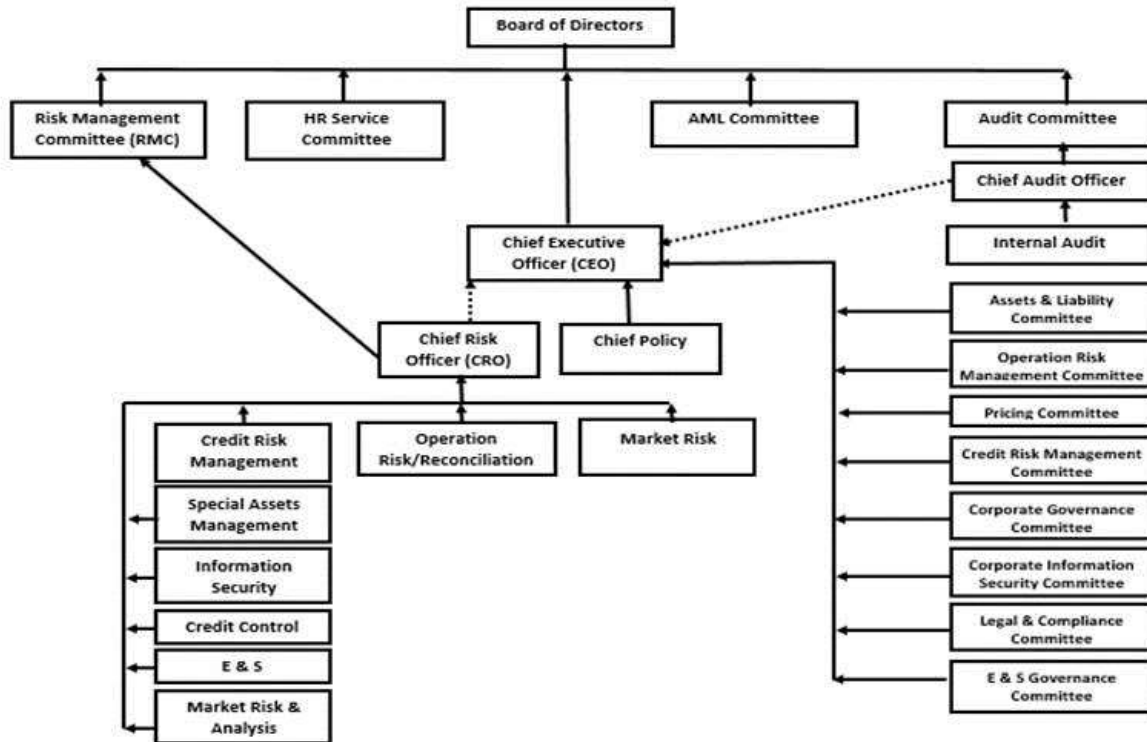 Board of Directors
Risk Management
Committee (RMC)
HR Service
Committee
AML Committee
Audit Committee
Chief Audit Officer
Internal Audit
Chief Executive
Officer (CEO)
Chief Risk
Officer (CRO)
Chief Policy
Assets & Liability
Committee
Operation Risk
Management Committee
Pricing Committee
Credit Risk Management
Committee
Corporate Governance
Committee
Corporate Information
Security Committee
Legal & Compliance
Committee
E & S Governance
Committee
Credit Risk
Management
Operation
Risk/Reconciliation
Market Risk
Special Assets
Management
Information
Security
Credit Control
E & S
Market Risk &
Analysis